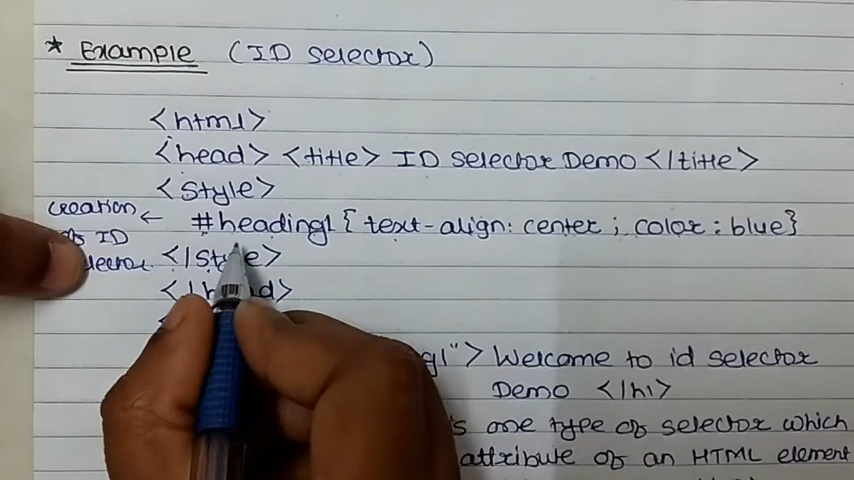 * Example (ID selector)
<html>
<head> <title> ID selector Demo </title>
<style>
creation ← #heading1 { text-align: center ; color : blue}
of ID
</style>
</head>
> Welcome to id selector
Demo </h1>
one type of selector which
attribute of an HTML element